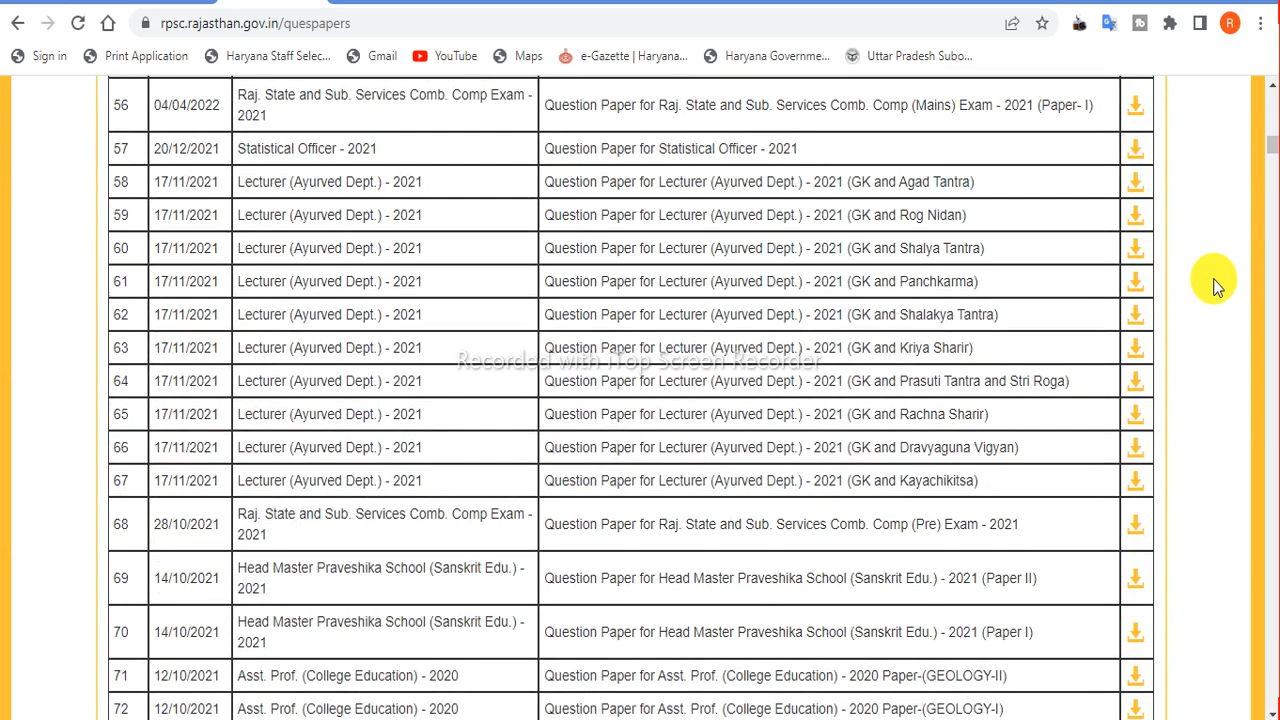 rpsc.rajasthan.gov.in/quespapers
R
Sign in
Print Application
Haryana Staff Selec...
Gmail
YouTube
Maps
e-Gazette | Haryana...
Haryana Governme...
Uttar Pradesh Subo...
56 04/04/2022 Raj. State and Sub. Services Comb. Comp Exam - Question Paper for Raj. State and Sub. Services Comb. Comp (Mains) Exam - 2021 (Paper- I)
2021
57 20/12/2021 Statistical Officer - 2021 Question Paper for Statistical Officer - 2021
58 17/11/2021 Lecturer (Ayurved Dept.) - 2021 Question Paper for Lecturer (Ayurved Dept.) - 2021 (GK and Agad Tantra)
59 17/11/2021 Lecturer (Ayurved Dept.) - 2021 Question Paper for Lecturer (Ayurved Dept.) - 2021 (GK and Rog Nidan)
60 17/11/2021 Lecturer (Ayurved Dept.) - 2021 Question Paper for Lecturer (Ayurved Dept.) - 2021 (GK and Shalya Tantra)
61 17/11/2021 Lecturer (Ayurved Dept.) - 2021 Question Paper for Lecturer (Ayurved Dept.) - 2021 (GK and Panchkarma)
62 17/11/2021 Lecturer (Ayurved Dept.) - 2021 Question Paper for Lecturer (Ayurved Dept.) - 2021 (GK and Shalakya Tantra)
63 17/11/2021 Lecturer (Ayurved Dept.) - 2021 Question Paper for Lecturer (Ayurved Dept.) - 2021 (GK and Kriya Sharir)
Recorded with iTop Screen Recorder
64 17/11/2021 Lecturer (Ayurved Dept.) - 2021 Question Paper for Lecturer (Ayurved Dept.) - 2021 (GK and Prasuti Tantra and Stri Roga)
65 17/11/2021 Lecturer (Ayurved Dept.) - 2021 Question Paper for Lecturer (Ayurved Dept.) - 2021 (GK and Rachna Sharir)
66 17/11/2021 Lecturer (Ayurved Dept.) - 2021 Question Paper for Lecturer (Ayurved Dept.) - 2021 (GK and Dravyaguna Vigyan)
67 17/11/2021 Lecturer (Ayurved Dept.) - 2021 Question Paper for Lecturer (Ayurved Dept.) - 2021 (GK and Kayachikitsa)
68 28/10/2021 Raj. State and Sub. Services Comb. Comp Exam - Question Paper for Raj. State and Sub. Services Comb. Comp (Pre) Exam - 2021
2021
69 14/10/2021 Head Master Praveshika School (Sanskrit Edu.) - Question Paper for Head Master Praveshika School (Sanskrit Edu.) - 2021 (Paper II)
2021
70 14/10/2021 Head Master Praveshika School (Sanskrit Edu.) - Question Paper for Head Master Praveshika School (Sanskrit Edu.) - 2021 (Paper I)
2021
71 12/10/2021 Asst. Prof. (College Education) - 2020 Question Paper for Asst. Prof. (College Education) - 2020 Paper-(GEOLOGY-II)
72 12/10/2021 Asst. Prof. (College Education) - 2020 Question Paper for Asst. Prof. (College Education) - 2020 Paper-(GEOLOGY-I)